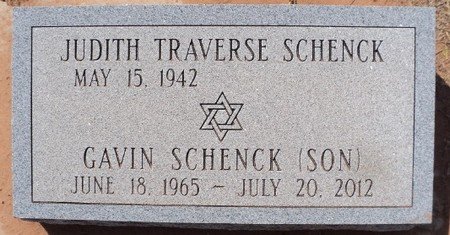 JUDITH TRAVERSE SCHENCK
MAY 15, 1942
GAVIN SCHENCK (SON)
JUNE 18, 1965 – JULY 20, 2012